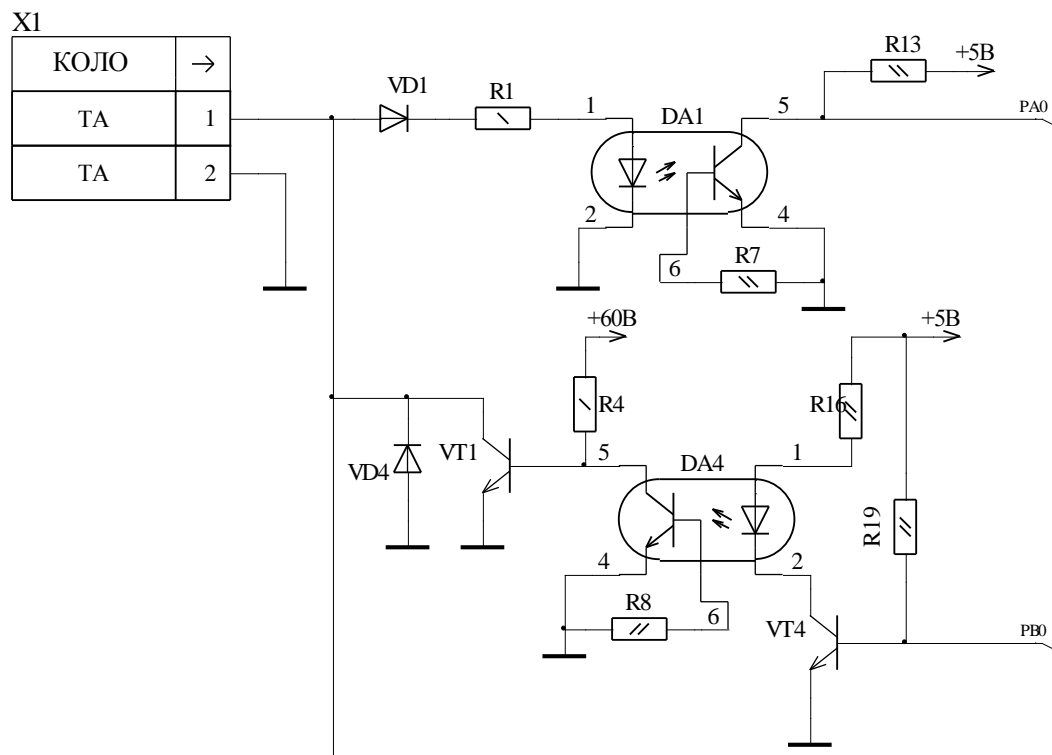 X1
КОЛО →
ТА 1
ТА 2
VD1
R1
1
DA1
5
R13
+5В
PA0
2
4
6
R7
+60В
R4
+5В
R16
VD4
VT1
5
DA4
1
R19
4
2
R8
6
VT4
PB0